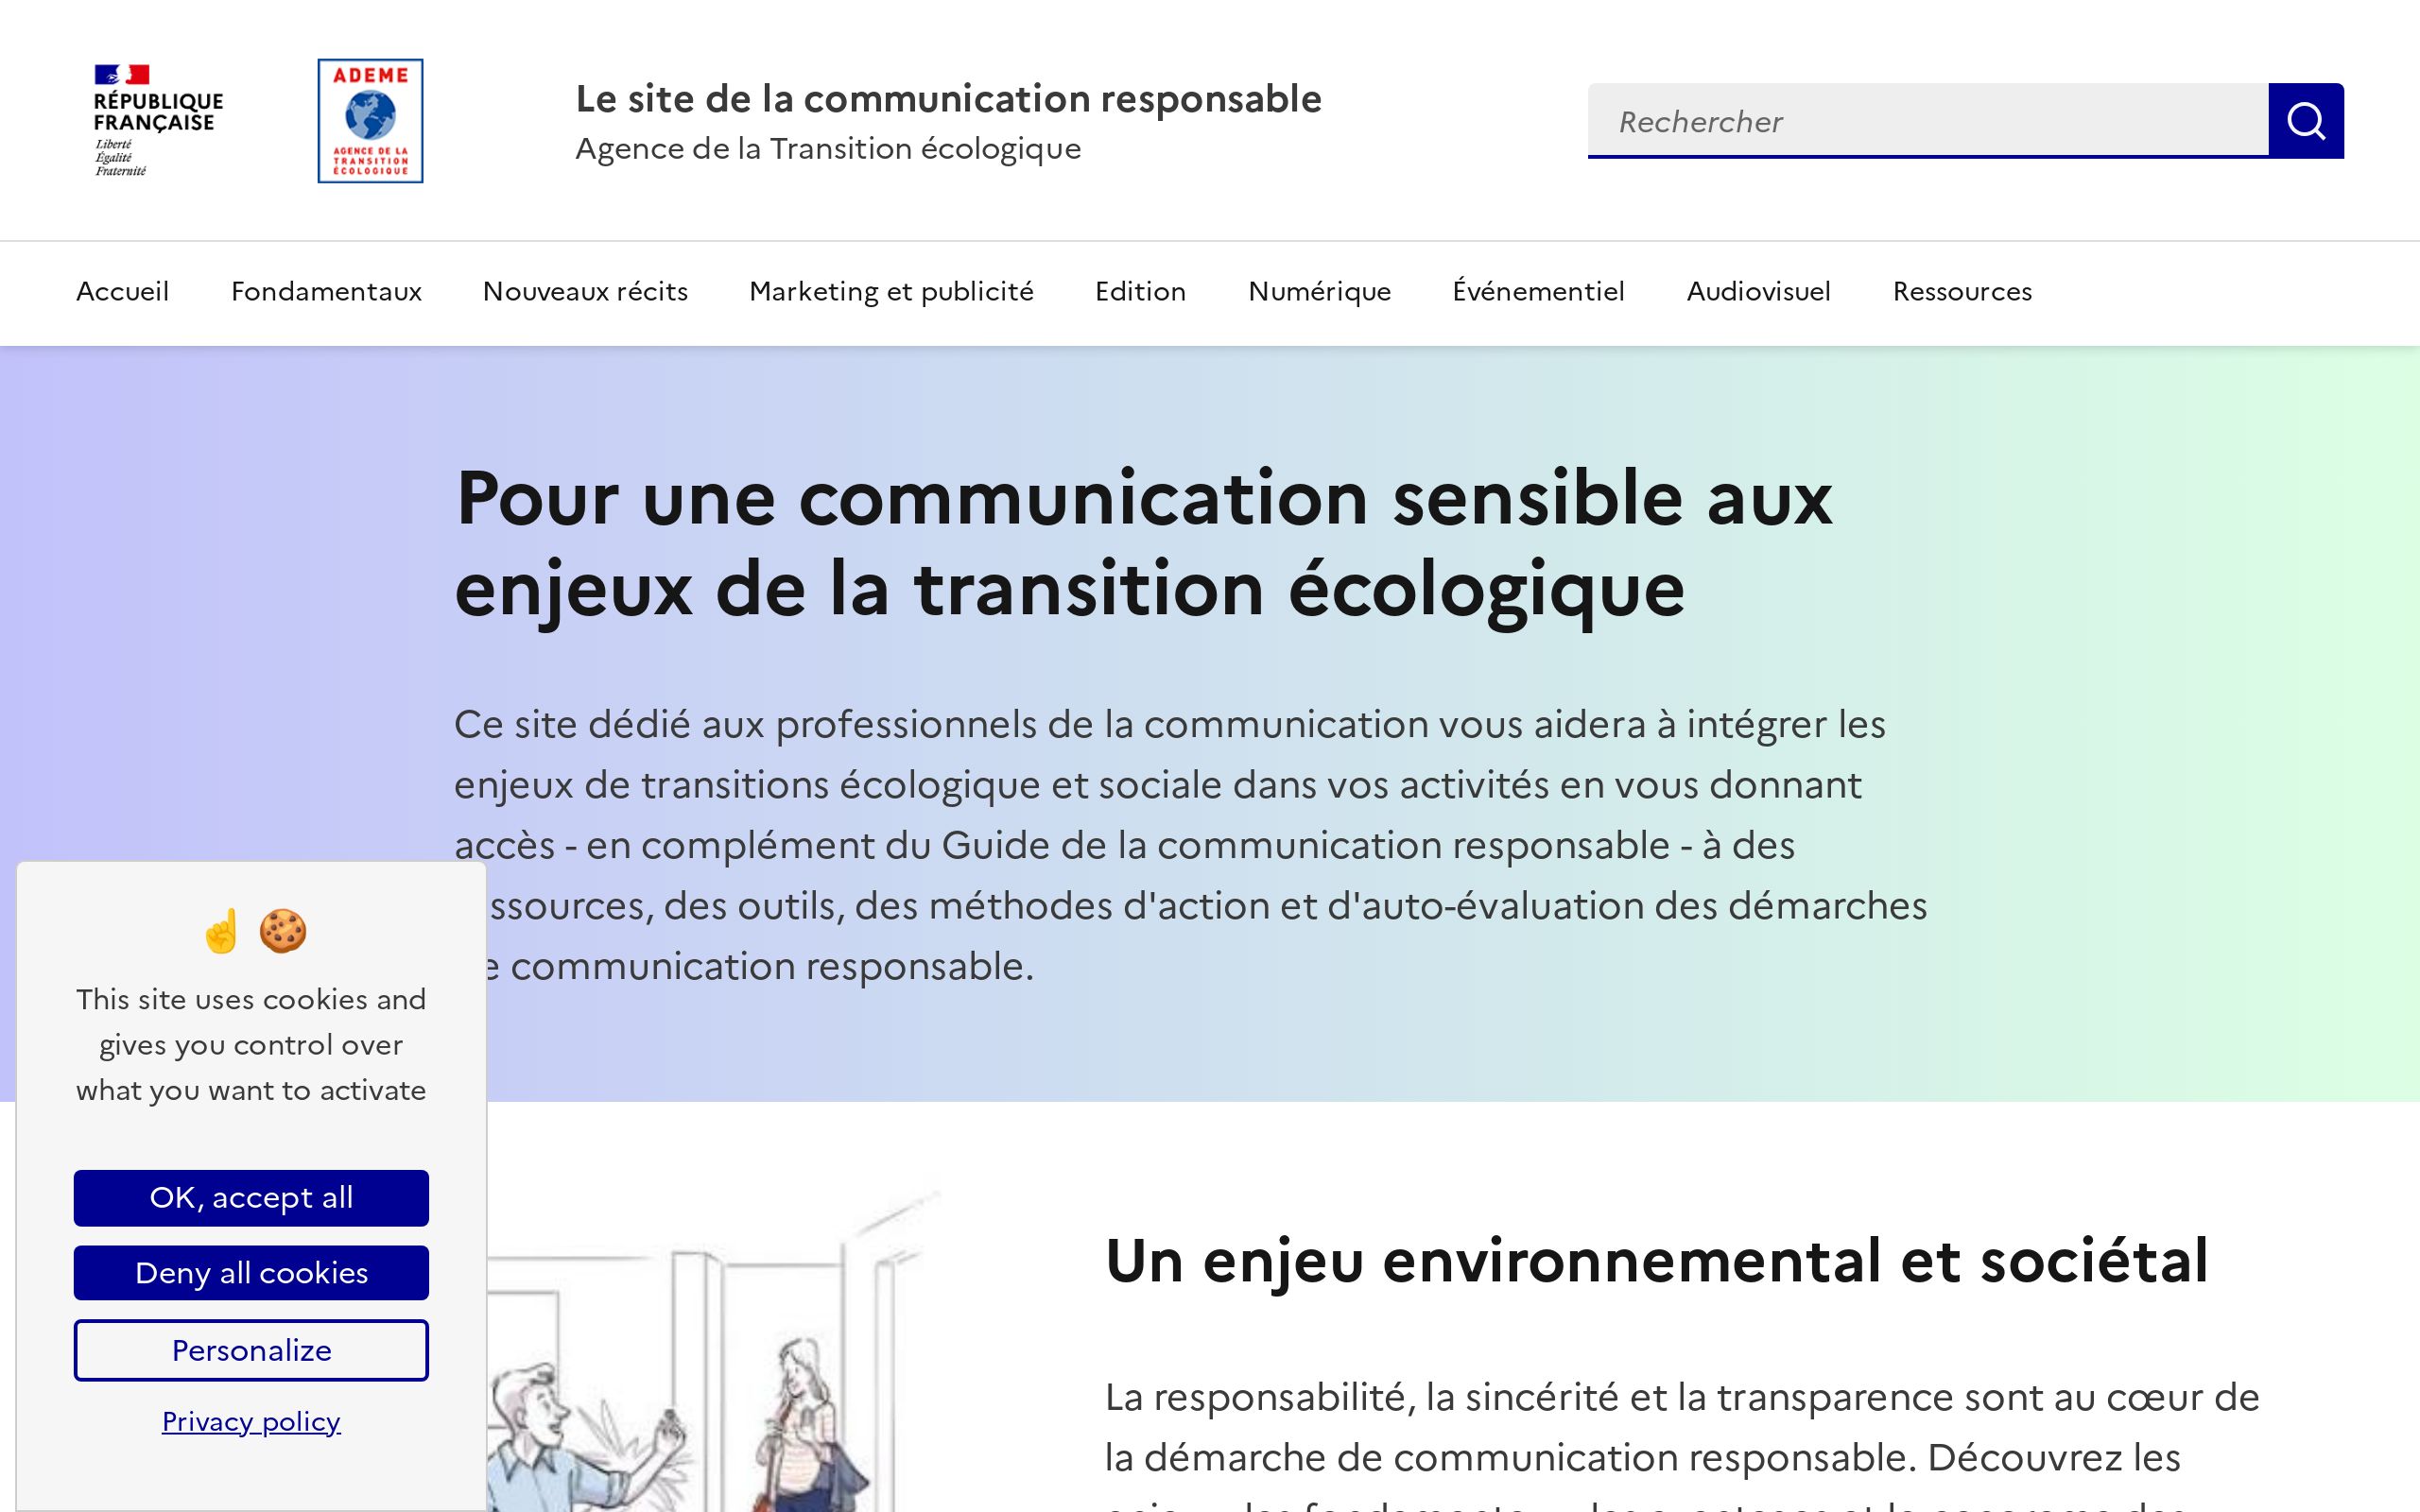 RÉPUBLIQUE
FRANÇAISE
Liberté
Égalité
Fraternité
ADEME
AGENCE DE LA
TRANSITION
ÉCOLOGIQUE
Le site de la communication responsable
Agence de la Transition écologique
Rechercher
Accueil Fondamentaux Nouveaux récits Marketing et publicité Edition Numérique Événementiel Audiovisuel Ressources
Pour une communication sensible aux
enjeux de la transition écologique
Ce site dédié aux professionnels de la communication vous aidera à intégrer les
enjeux de transitions écologique et sociale dans vos activités en vous donnant
accès - en complément du Guide de la communication responsable - à des
ssources, des outils, des méthodes d'action et d'auto-évaluation des démarches
e communication responsable.
This site uses cookies and
gives you control over
what you want to activate
OK, accept all
Deny all cookies
Personalize
Privacy policy
Un enjeu environnemental et sociétal
La responsabilité, la sincérité et la transparence sont au cœur de
la démarche de communication responsable. Découvrez les